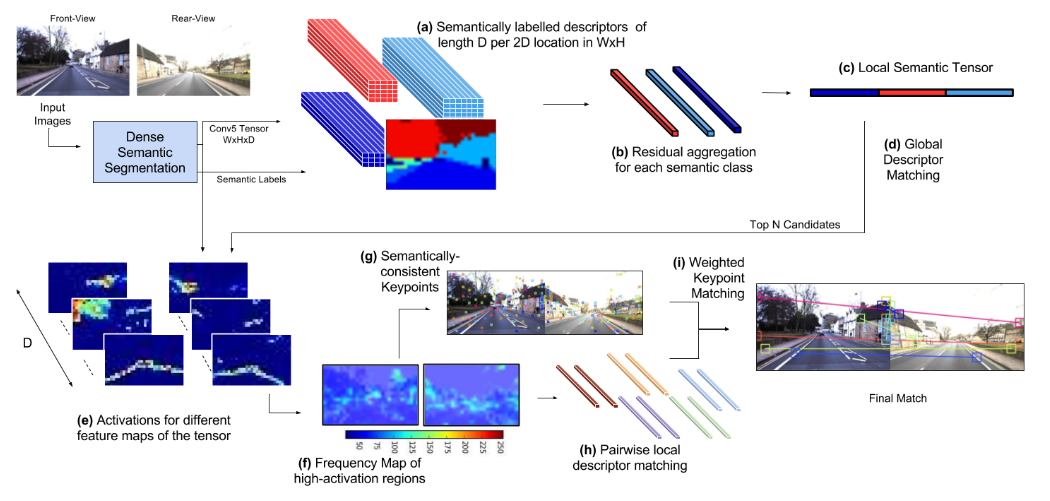 Front-View
Rear-View
Input
Images
Dense
Semantic
Segmentation
Conv5 Tensor
WxHxD
Semantic Labels
(a) Semantically labelled descriptors of
length D per 2D location in WxH
(b) Residual aggregation
for each semantic class
(c) Local Semantic Tensor
(d) Global
Descriptor
Matching
Top N Candidates
D
(e) Activations for different
feature maps of the tensor
(g) Semantically-
consistent
Keypoints
50 75 100 125 150 175 200 225 250
(f) Frequency Map of
high-activation regions
(h) Pairwise local
descriptor matching
(i) Weighted
Keypoint
Matching
Final Match